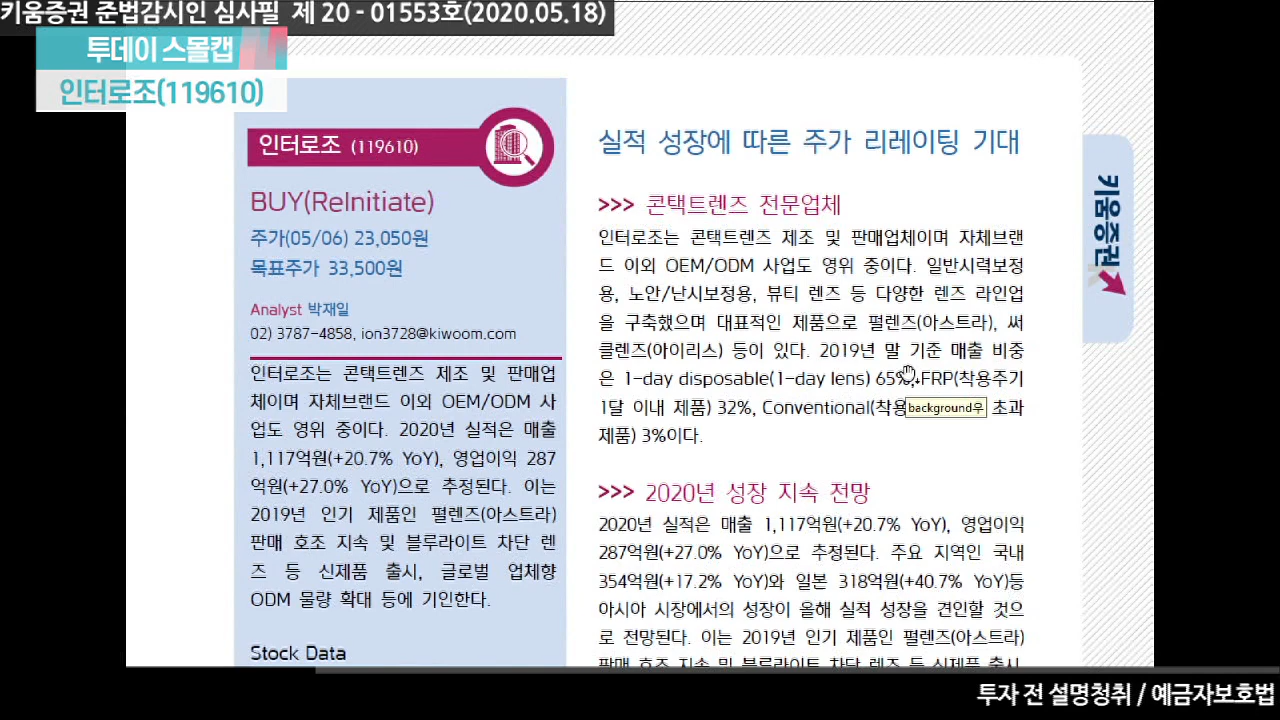 키움증권 준법감시인 심사필 제 20 - 01553호(2020.05.18)
투데이 스몰캡
인터로조(119610)
인터로조 (119610)
BUY(ReInitiate)
주가(05/06) 23,050원
목표주가 33,500원
Analyst 박재일
02) 3787-4858, ion3728@kiwoom.com
인터로조는 콘택트렌즈 제조 및 판매업
체이며 자체브랜드 이외 OEM/ODM 사
업도 영위 중이다. 2020년 실적은 매출
1,117억원(+20.7% YoY), 영업이익 287
억원(+27.0% YoY)으로 추정된다. 이는
2019년 인기 제품인 펄렌즈(아스트라)
판매 호조 지속 및 블루라이트 차단 렌
즈 등 신제품 출시, 글로벌 업체향
ODM 물량 확대 등에 기인한다.
Stock Data
실적 성장에 따른 주가 리레이팅 기대
>>> 콘택트렌즈 전문업체
인터로조는 콘택트렌즈 제조 및 판매업체이며 자체브랜
드 이외 OEM/ODM 사업도 영위 중이다. 일반시력보정
용, 노안/난시보정용, 뷰티 렌즈 등 다양한 렌즈 라인업
을 구축했으며 대표적인 제품으로 펄렌즈(아스트라), 써
클렌즈(아이리스) 등이 있다. 2019년 말 기준 매출 비중
은 1-day disposable(1-day lens) 65%, FRP(착용주기
1달 이내 제품) 32%, Conventional(착용 초과
background우
제품) 3%이다.
>>> 2020년 성장 지속 전망
2020년 실적은 매출 1,117억원(+20.7% YoY), 영업이익
287억원(+27.0% YoY)으로 추정된다. 주요 지역인 국내
354억원(+17.2% YoY)와 일본 318억원(+40.7% YoY)등
아시아 시장에서의 성장이 올해 실적 성장을 견인할 것으
로 전망된다. 이는 2019년 인기 제품인 펄렌즈(아스트라)
판매 호조 지속 및 블루라이트 차단 렌즈 등 신제품 출시,
키움증권
투자 전 설명청취 / 예금자보호법